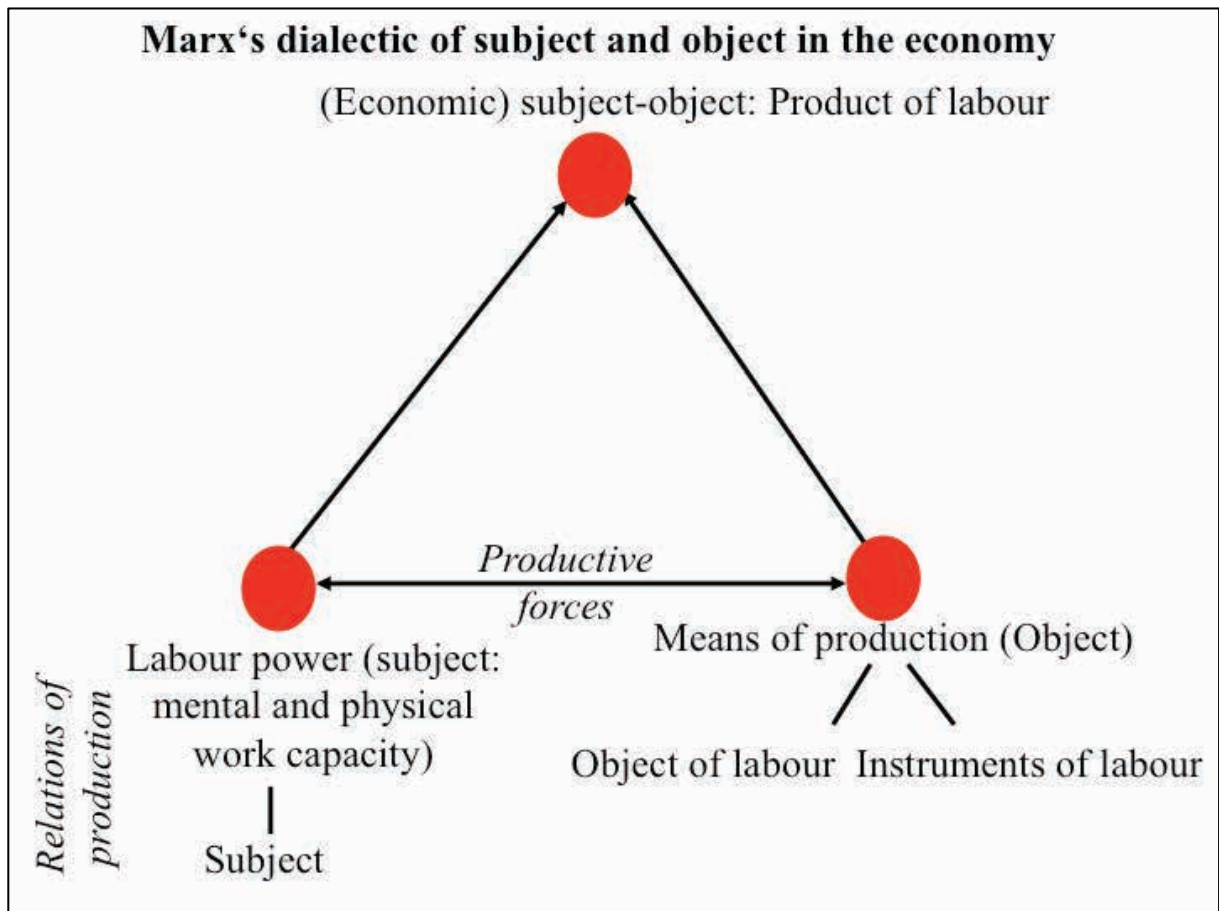 Marx‘s dialectic of subject and object in the economy
(Economic) subject-object: Product of labour
Productive
forces
Labour power (subject:
mental and physical
work capacity)
Subject
Means of production (Object)
Object of labour
Instruments of labour
Relations of
production